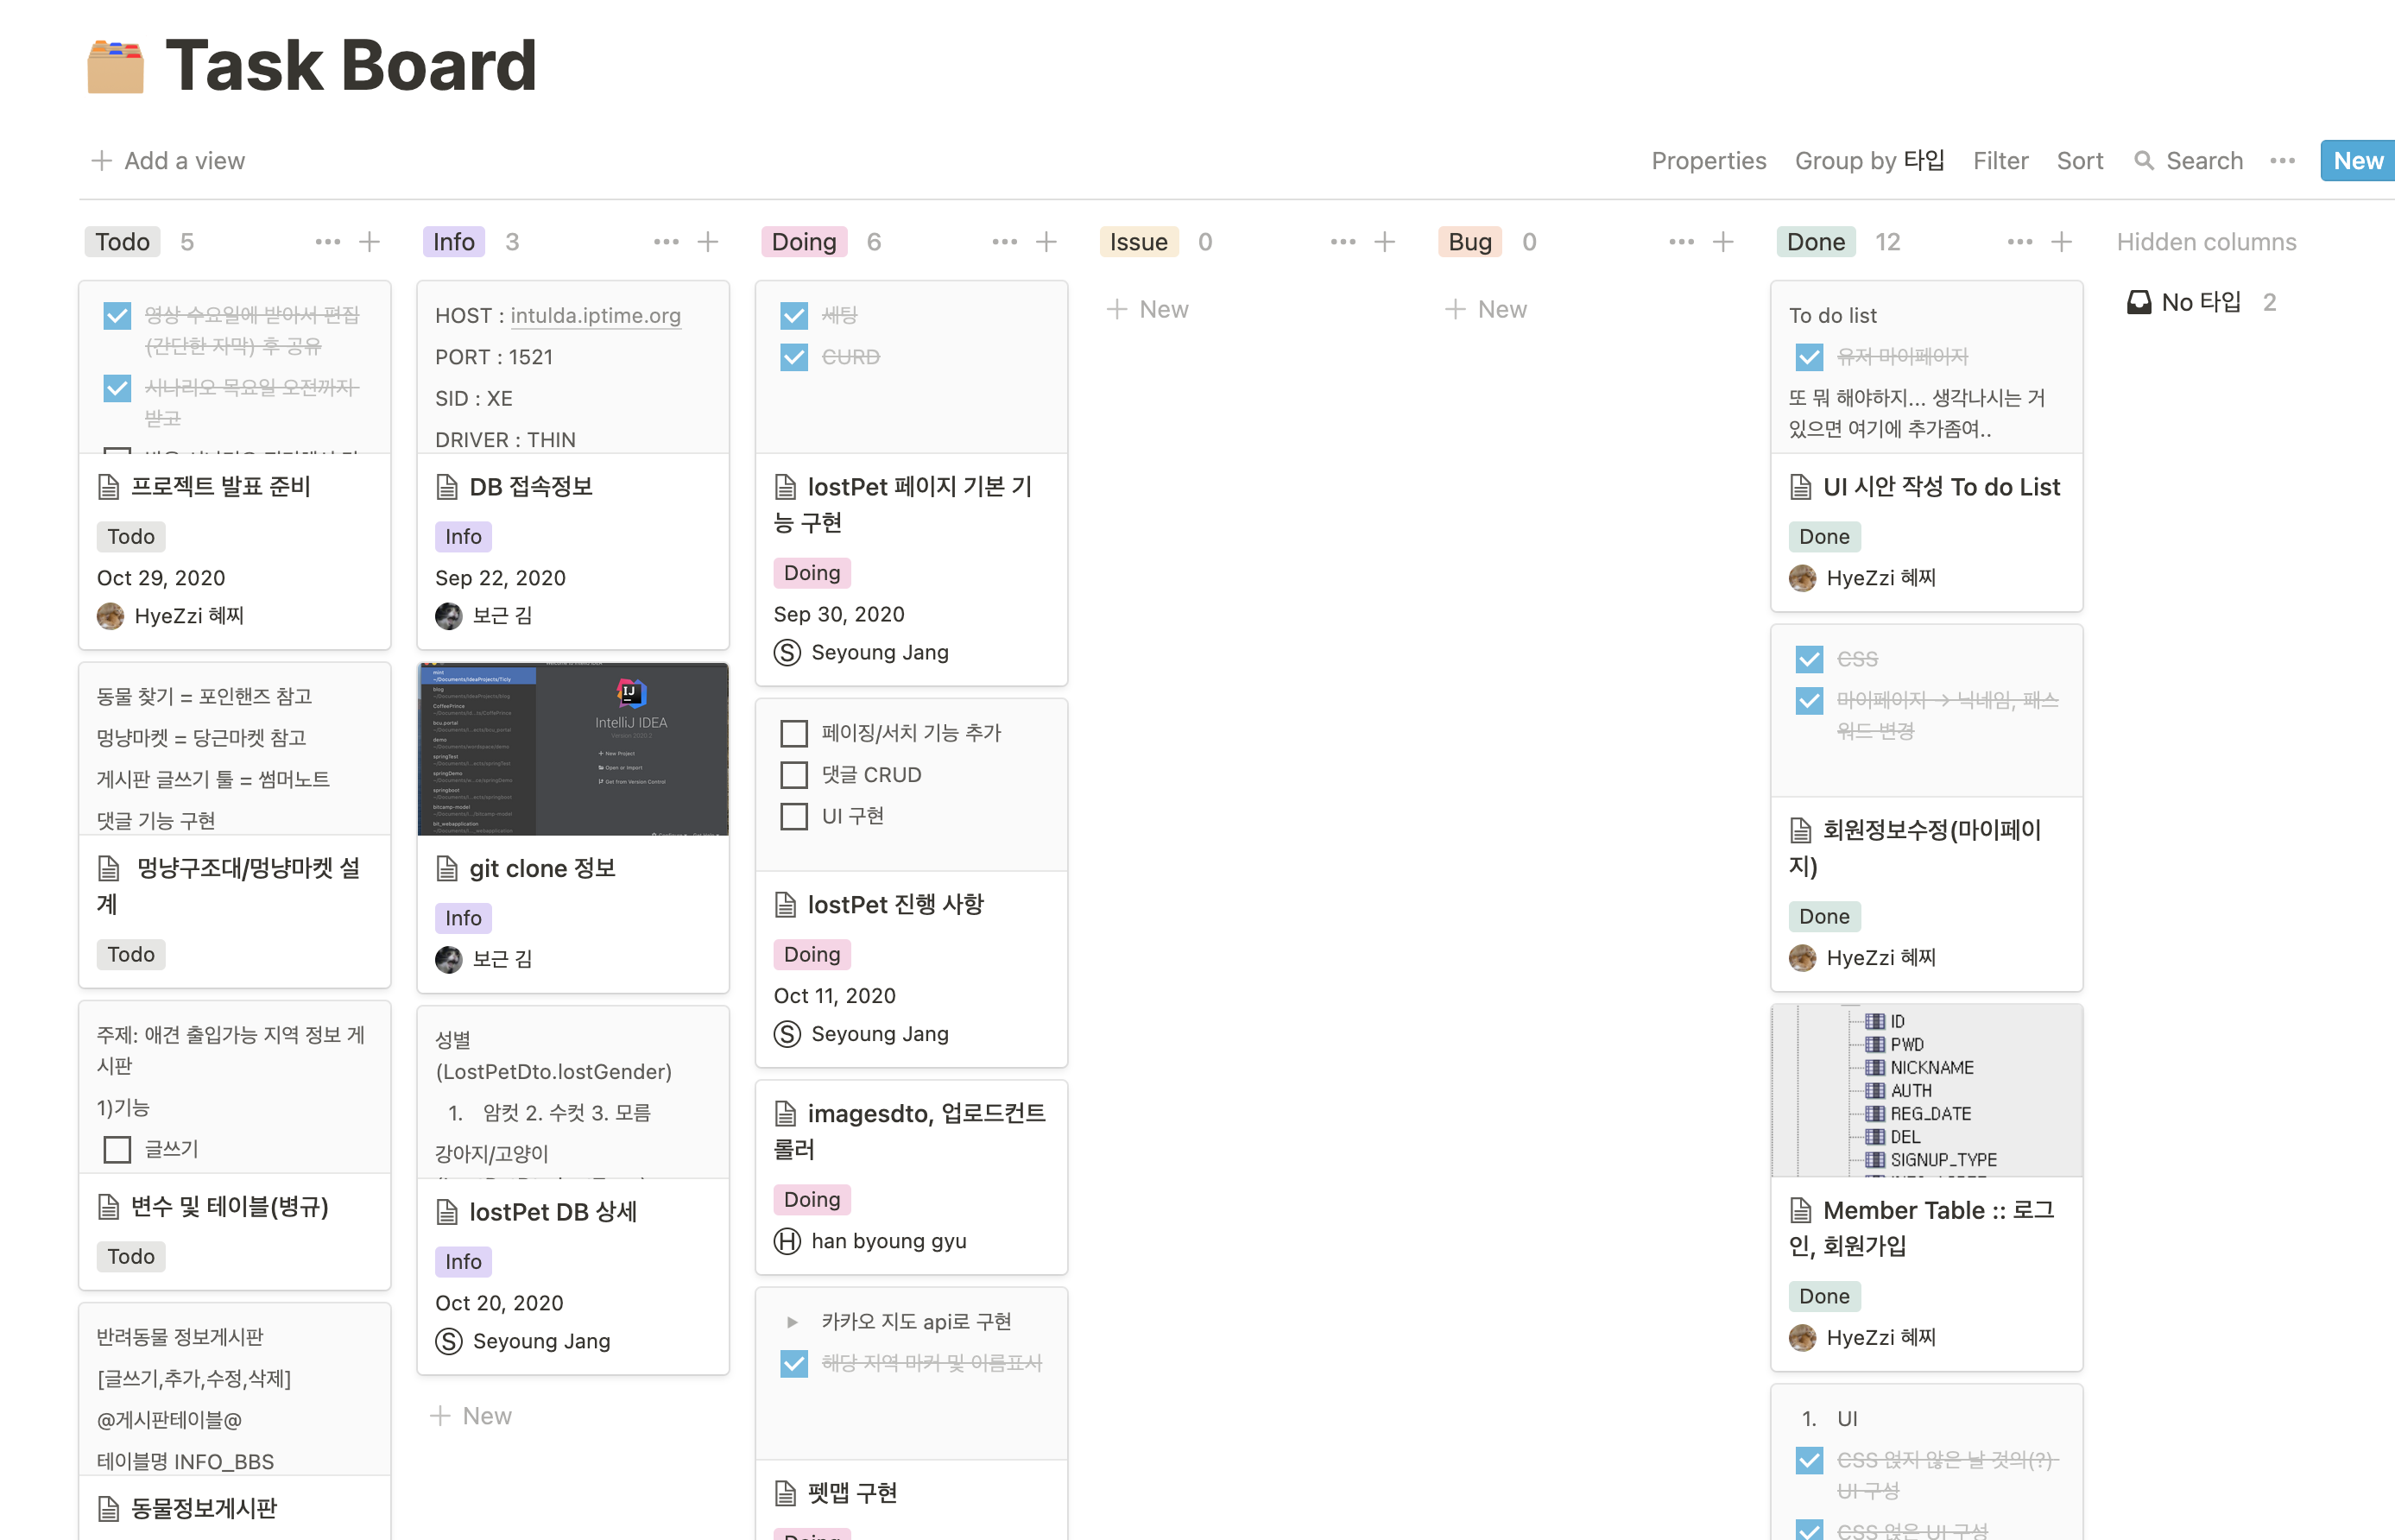 Task Board
Add a view
Properties Group by 타입 Filter Sort Search New
Todo 5
영상 수요일에 받아서 편집
(간단한 자막) 후 공유
시나리오 목요일 오전까지
받고
프로젝트 발표 준비
Todo
Oct 29, 2020
HyeZzi 혜찌
동물 찾기 = 포인핸즈 참고
멍냥마켓 = 당근마켓 참고
게시판 글쓰기 툴 = 썸머노트
댓글 기능 구현
멍냥구조대/멍냥마켓 설
계
Todo
주제: 애견 출입가능 지역 정보 게
시판
1)기능
글쓰기
변수 및 테이블(병규)
Todo
반려동물 정보게시판
[글쓰기,추가,수정,삭제]
@게시판테이블@
테이블명 INFO_BBS
동물정보게시판
Info 3
HOST : intulda.iptime.org
PORT : 1521
SID : XE
DRIVER : THIN
DB 접속정보
Info
Sep 22, 2020
보근 김
IntelliJ IDEA
Version 2020.2
New Project
Open or Import
Get from Version Control
git clone 정보
Info
보근 김
성별
(LostPetDto.lostGender)
1. 암컷 2. 수컷 3. 모름
강아지/고양이
lostPet DB 상세
Info
Oct 20, 2020
Seyoung Jang
New
Doing 6
세팅
CURD
lostPet 페이지 기본 기
능 구현
Doing
Sep 30, 2020
Seyoung Jang
페이징/서치 기능 추가
댓글 CRUD
UI 구현
lostPet 진행 사항
Doing
Oct 11, 2020
Seyoung Jang
imagesdto, 업로드컨트
롤러
Doing
han byoung gyu
카카오 지도 api로 구현
해당 지역 마커 및 이름표시
펫맵 구현
Doing
Issue 0
New
Bug 0
New
Done 12
To do list
유저 마이페이지
또 뭐 해야하지... 생각나시는 거
있으면 여기에 추가좀여..
UI 시안 작성 To do List
Done
HyeZzi 혜찌
CSS
마이페이지 → 닉네임, 패스
워드 변경
회원정보수정(마이페이
지)
Done
HyeZzi 혜찌
ID
PWD
NICKNAME
AUTH
REG_DATE
DEL
SIGNUP_TYPE
Member Table :: 로그
인, 회원가입
Done
HyeZzi 혜찌
1. UI
CSS 얹지 않은 날 것의(?)
UI 구성
CSS 얹은 UI 구성
Hidden columns
No 타입 2